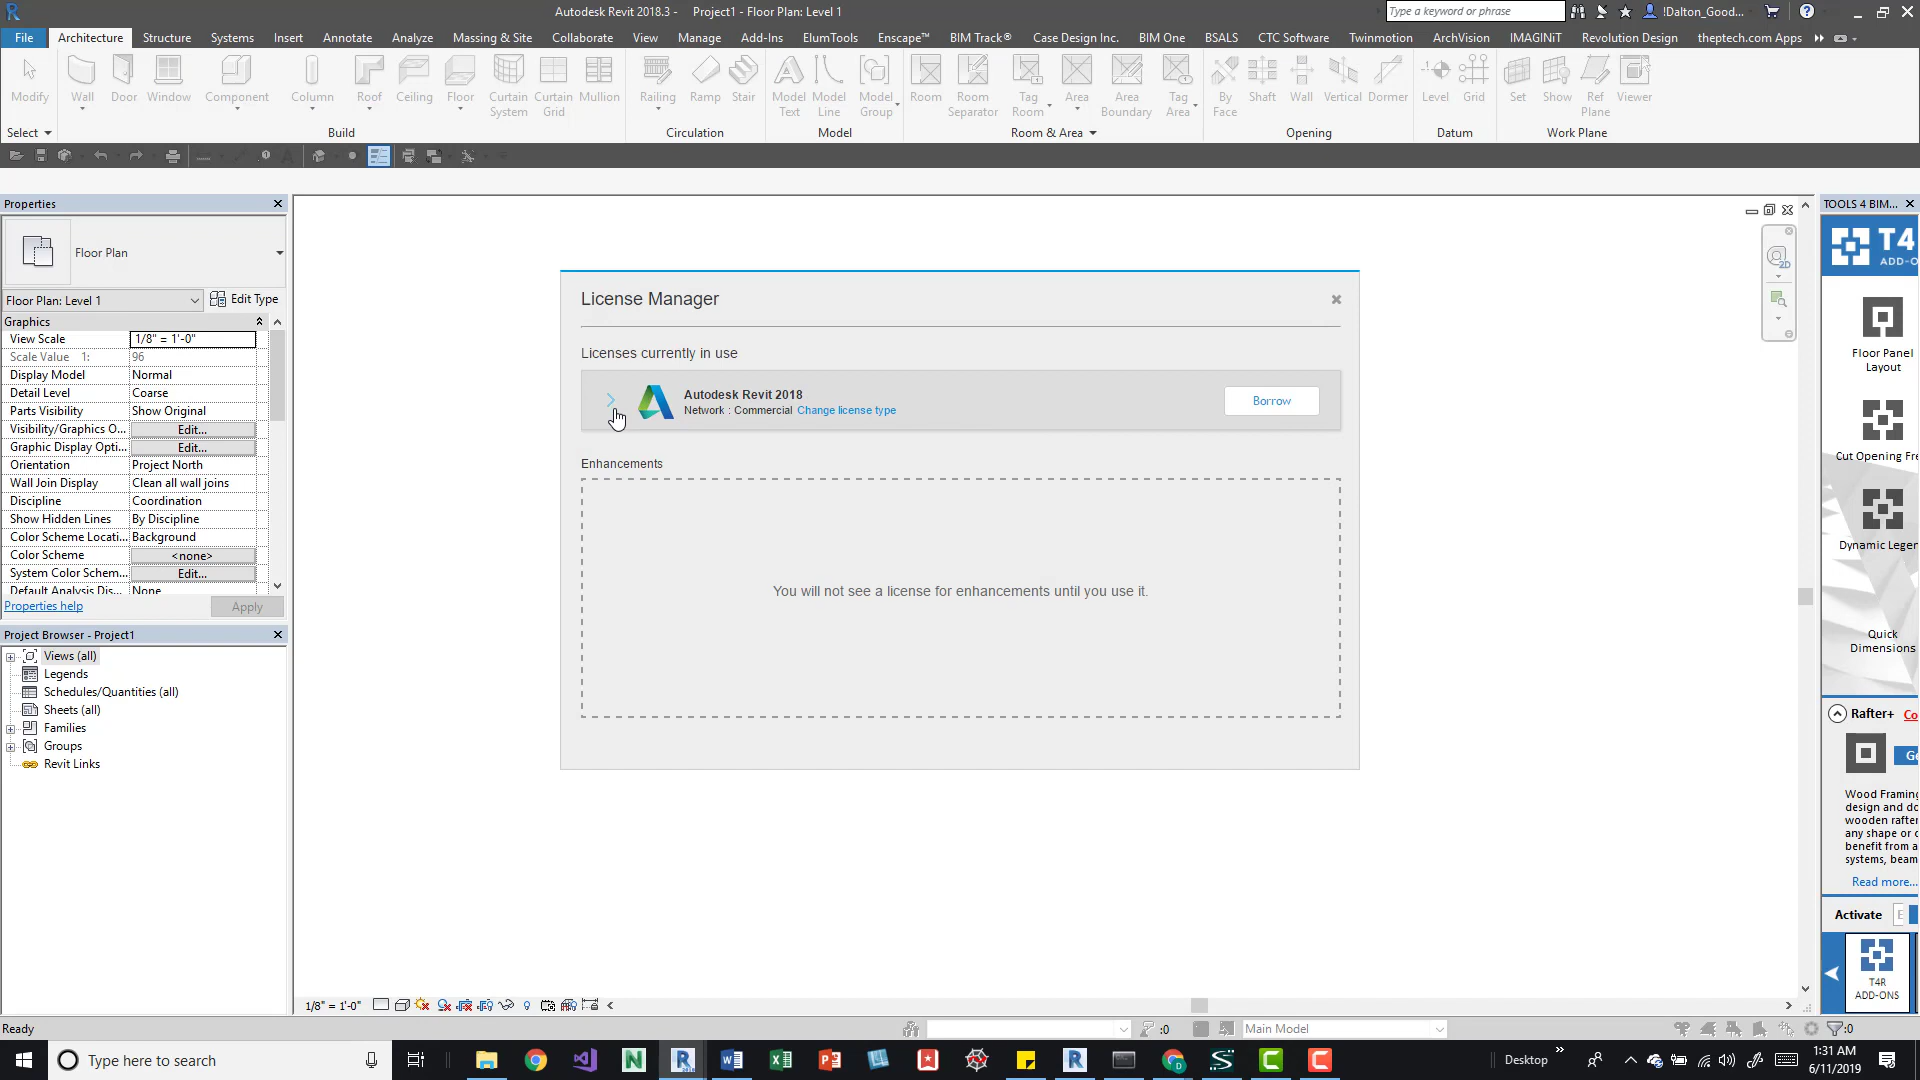 Autodesk Revit 2018.3 - Project1 - Floor Plan: Level 1
Type a keyword or phrase
!Dalton_Good...
File Architecture Structure Systems Insert Annotate Analyze Massing & Site Collaborate View Manage Add-Ins ElumTools Enscape™ BIM Track® Case Design Inc. BIM One BSALS CTC Software Twinmotion ArchVision IMAGINiT Revolution Design theptech.com Apps
Modify Wall Door Window Component Column Roof Ceiling Floor Curtain System Curtain Grid Mullion Railing Ramp Stair Model Text Model Line Model Group Room Room Separator Tag Room Area Area Boundary Tag Area By Face Shaft Wall Vertical Dormer Level Grid Set Show Ref Plane Viewer
Select Build Circulation Model Room & Area Opening Datum Work Plane
Properties
Floor Plan
Floor Plan: Level 1 Edit Type
Graphics
View Scale 1/8" = 1'-0"
Scale Value 1: 96
Display Model Normal
Detail Level Coarse
Parts Visibility Show Original
Visibility/Graphics O... Edit...
Graphic Display Opti... Edit...
Orientation Project North
Wall Join Display Clean all wall joins
Discipline Coordination
Show Hidden Lines By Discipline
Color Scheme Locati... Background
Color Scheme <none>
System Color Schem... Edit...
Default Analysis Dis... None
Properties help Apply
Project Browser - Project1
Views (all)
Legends
Schedules/Quantities (all)
Sheets (all)
Families
Groups
Revit Links
License Manager
Licenses currently in use
Autodesk Revit 2018
Network : Commercial Change license type
Borrow
Enhancements
You will not see a license for enhancements until you use it.
2D
TOOLS 4 BIM...
T4
ADD-O
Floor Panel
Layout
Cut Opening Fr
Dynamic Legen
Quick
Dimensions
Rafter+ Co
Ge
Wood Framing
design and do
wooden rafter
any shape or c
benefit from a
systems, beam
Read more...
Activate E
T4R
ADD-ONS
1/8" = 1'-0"
Ready
:0 Main Model :0
Type here to search
Desktop
1:31 AM
6/11/2019